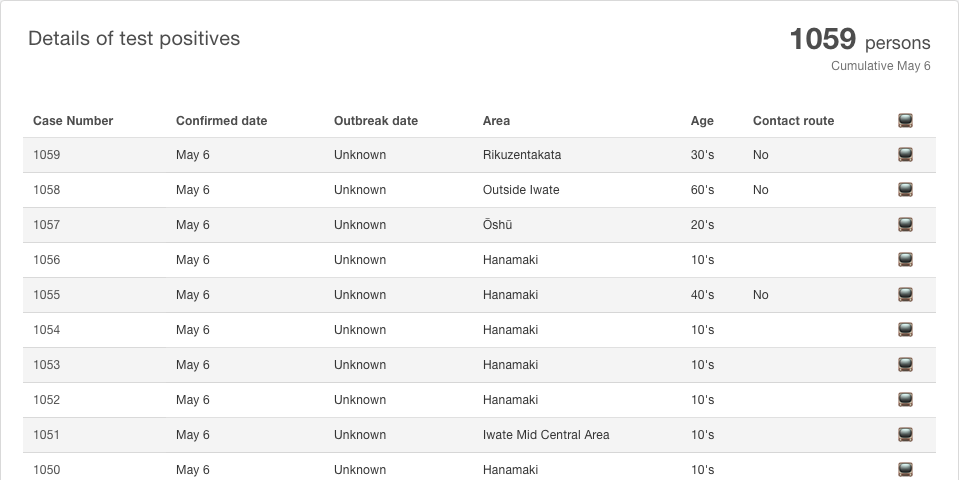 Details of test positives
1059 persons
Cumulative May 6
Case Number Confirmed date Outbreak date Area Age Contact route
1059 May 6 Unknown Rikuzentakata 30's No
1058 May 6 Unknown Outside Iwate 60's No
1057 May 6 Unknown Ōshū 20's
1056 May 6 Unknown Hanamaki 10's
1055 May 6 Unknown Hanamaki 40's No
1054 May 6 Unknown Hanamaki 10's
1053 May 6 Unknown Hanamaki 10's
1052 May 6 Unknown Hanamaki 10's
1051 May 6 Unknown Iwate Mid Central Area 10's
1050 May 6 Unknown Hanamaki 10's